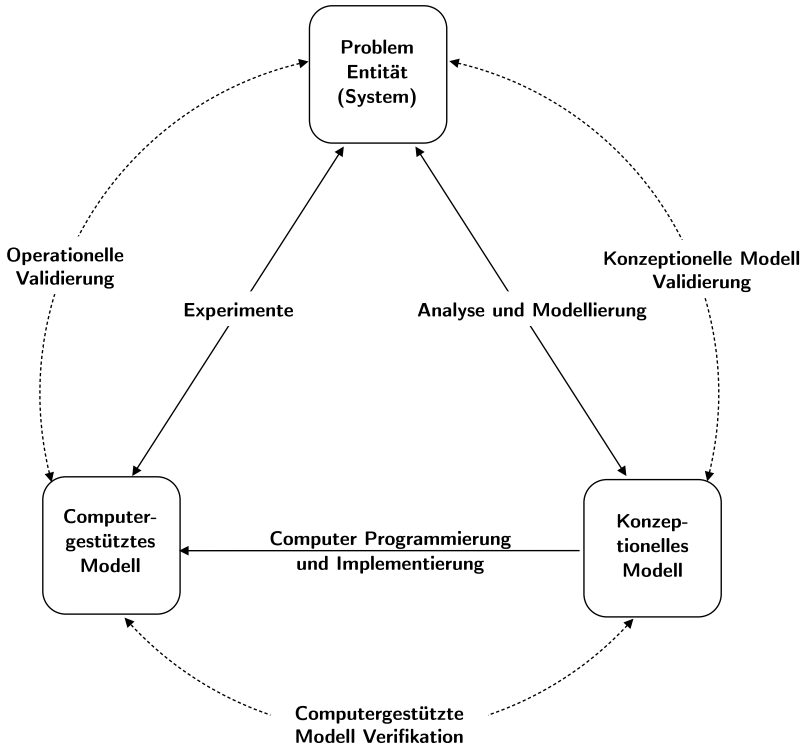 Problem
Entität
(System)
Operationelle
Validierung
Konzeptionelle Modell
Validierung
Experimente
Analyse und Modellierung
Computer-
gestütztes
Modell
Computer Programmierung
und Implementierung
Konzep-
tionelles
Modell
Computergestützte
Modell Verifikation